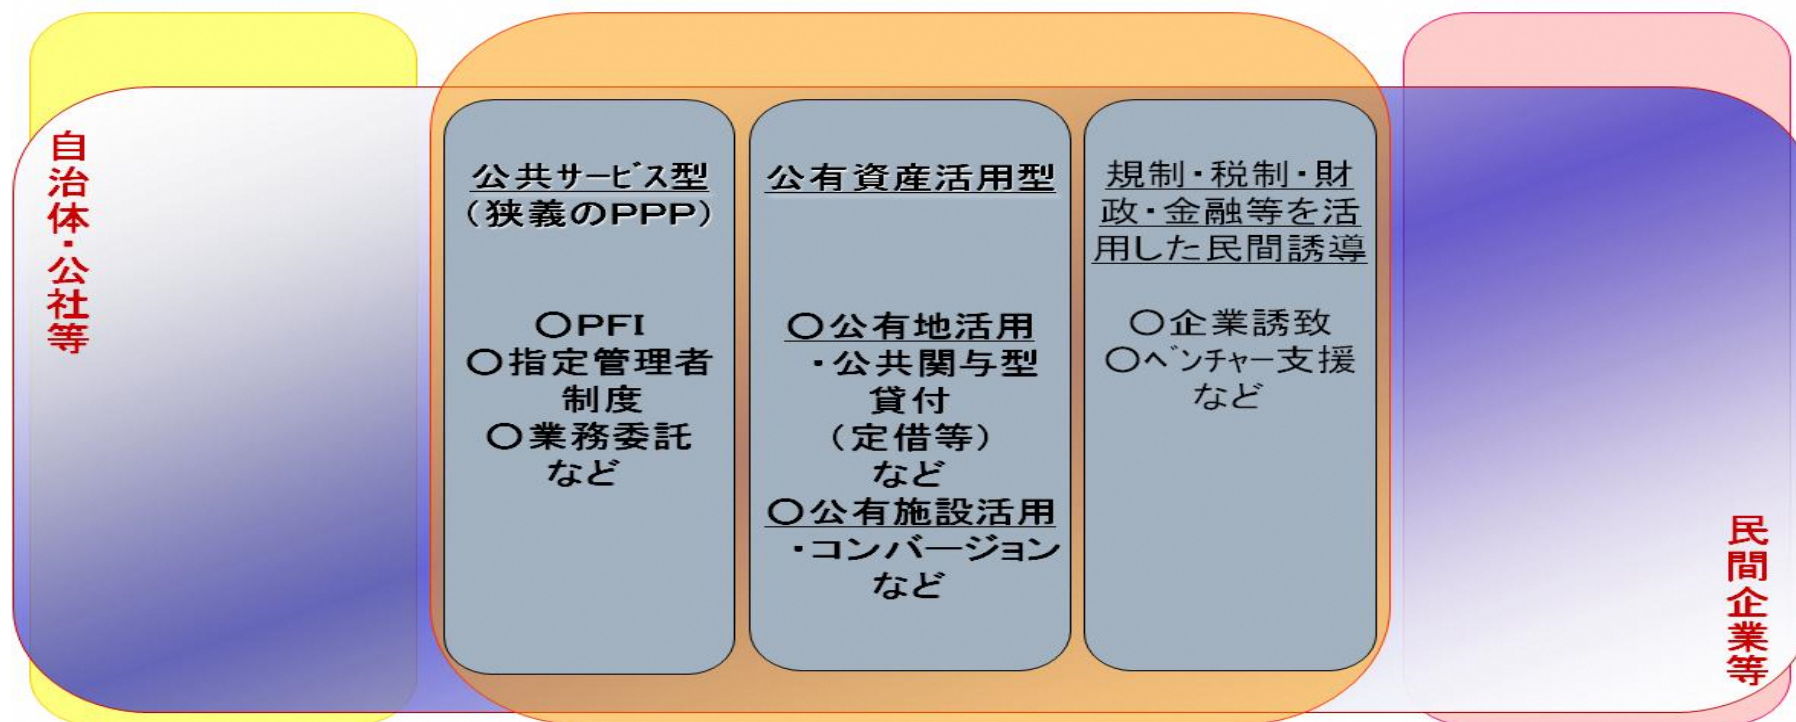 自治体・公社等
公共サービス型
（狭義のPPP）
○PFI
○指定管理者
制度
○業務委託
など
公有資産活用型
○公有地活用
・公共関与型
貸付
（定借等）
など
○公有施設活用
・コンバージョン
など
規制・税制・財
政・金融等を活
用した民間誘導
○企業誘致
○ベンチャー支援
など
民間企業等